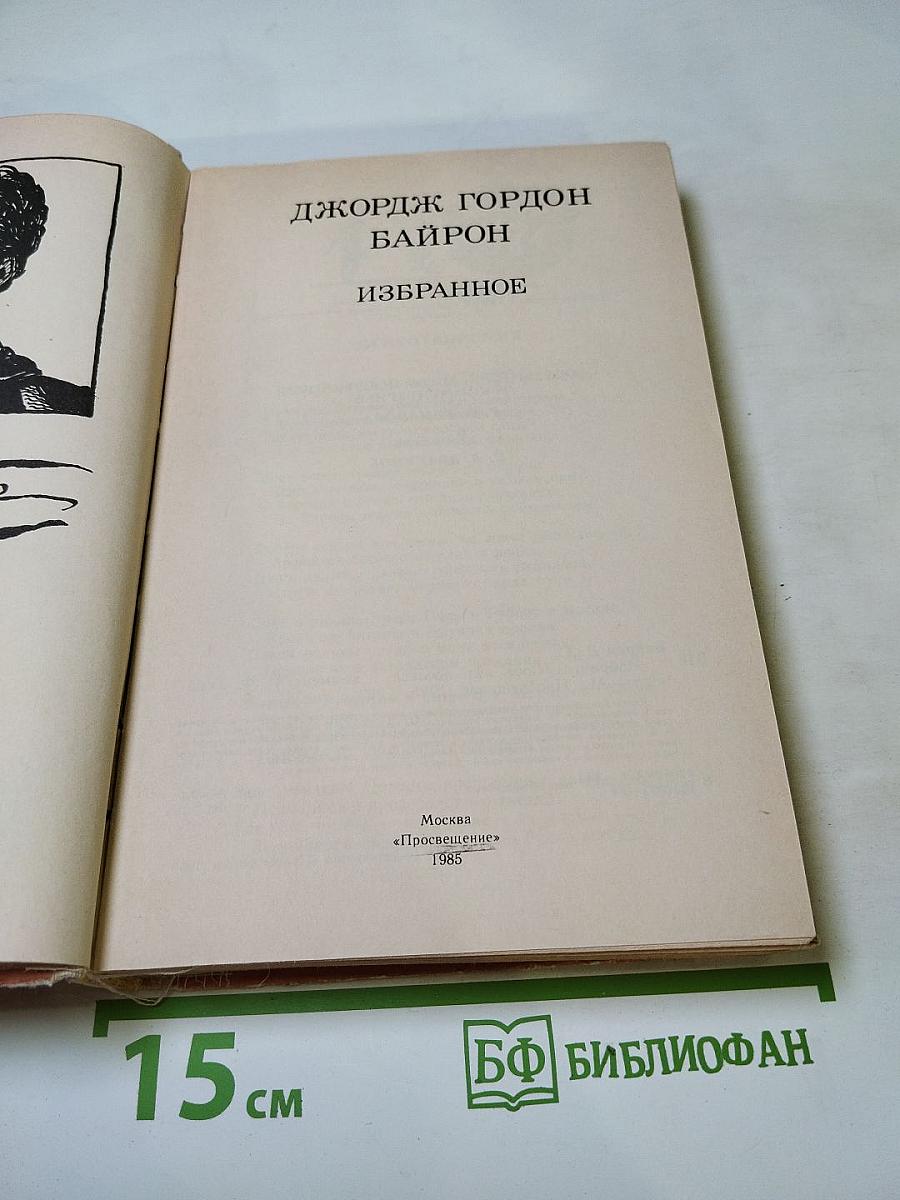 ДЖОРДЖ ГОРДОН
БАЙРОН
ИЗБРАННОЕ
Москва
«Просвещение»
1985
15 см
БФ БИБЛИОФАН